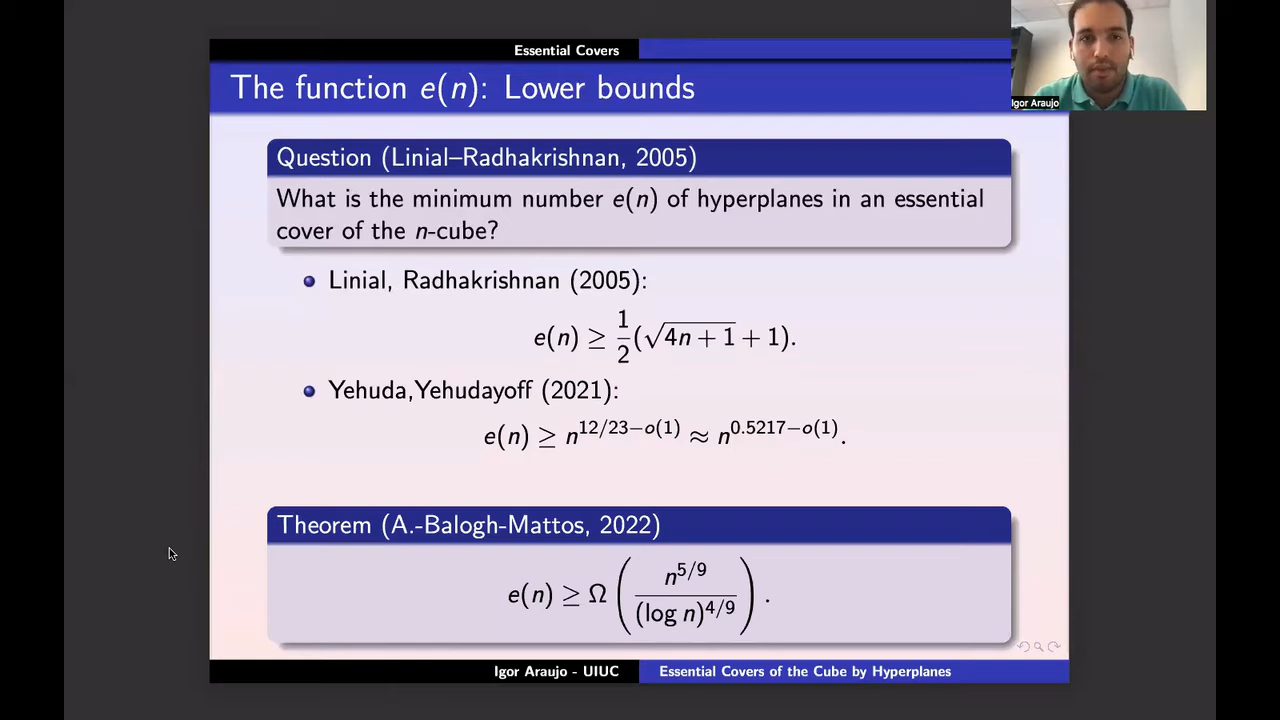 Essential Covers
The function e(n): Lower bounds
Igor Araujo
Question (Linial–Radhakrishnan, 2005)
What is the minimum number e(n) of hyperplanes in an essential
cover of the n-cube?
Linial, Radhakrishnan (2005):
e(n) ≥ 1/2(√(4n + 1) + 1).
Yehuda,Yehudayoff (2021):
e(n) ≥ n^{12/23−o(1)} ≈ n^{0.5217−o(1)}.
Theorem (A.-Balogh-Mattos, 2022)
e(n) ≥ Ω(n^{5/9}/(log n)^{4/9}).
Igor Araujo - UIUC
Essential Covers of the Cube by Hyperplanes